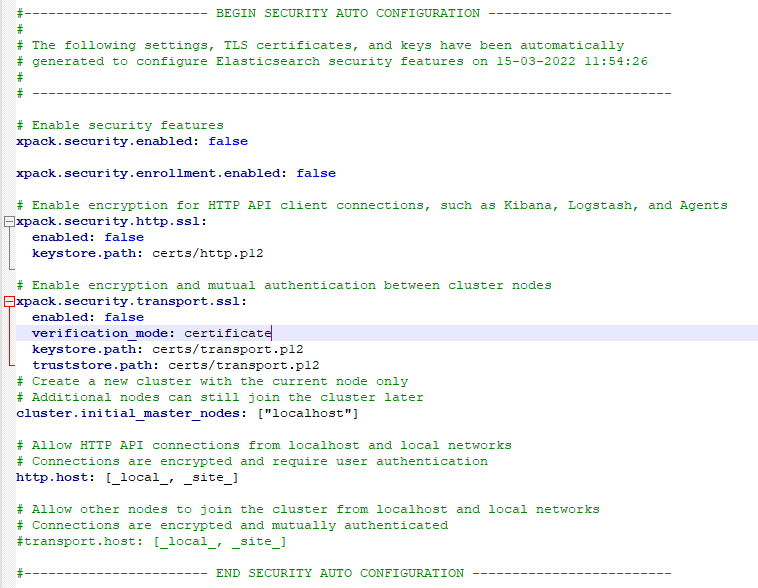 #----------------------- BEGIN SECURITY AUTO CONFIGURATION -----------------------
#
# The following settings, TLS certificates, and keys have been automatically
# generated to configure Elasticsearch security features on 15-03-2022 11:54:26
#
# --------------------------------------------------------------------------------
# Enable security features
xpack.security.enabled: false
xpack.security.enrollment.enabled: false
# Enable encryption for HTTP API client connections, such as Kibana, Logstash, and Agents
xpack.security.http.ssl:
  enabled: false
  keystore.path: certs/http.p12
# Enable encryption and mutual authentication between cluster nodes
xpack.security.transport.ssl:
  enabled: false
  verification_mode: certificate
  keystore.path: certs/transport.p12
  truststore.path: certs/transport.p12
# Create a new cluster with the current node only
# Additional nodes can still join the cluster later
cluster.initial_master_nodes: ["localhost"]
# Allow HTTP API connections from localhost and local networks
# Connections are encrypted and require user authentication
http.host: [_local_, _site_]
# Allow other nodes to join the cluster from localhost and local networks
# Connections are encrypted and mutually authenticated
#transport.host: [_local_, _site_]
#----------------------- END SECURITY AUTO CONFIGURATION -------------------------